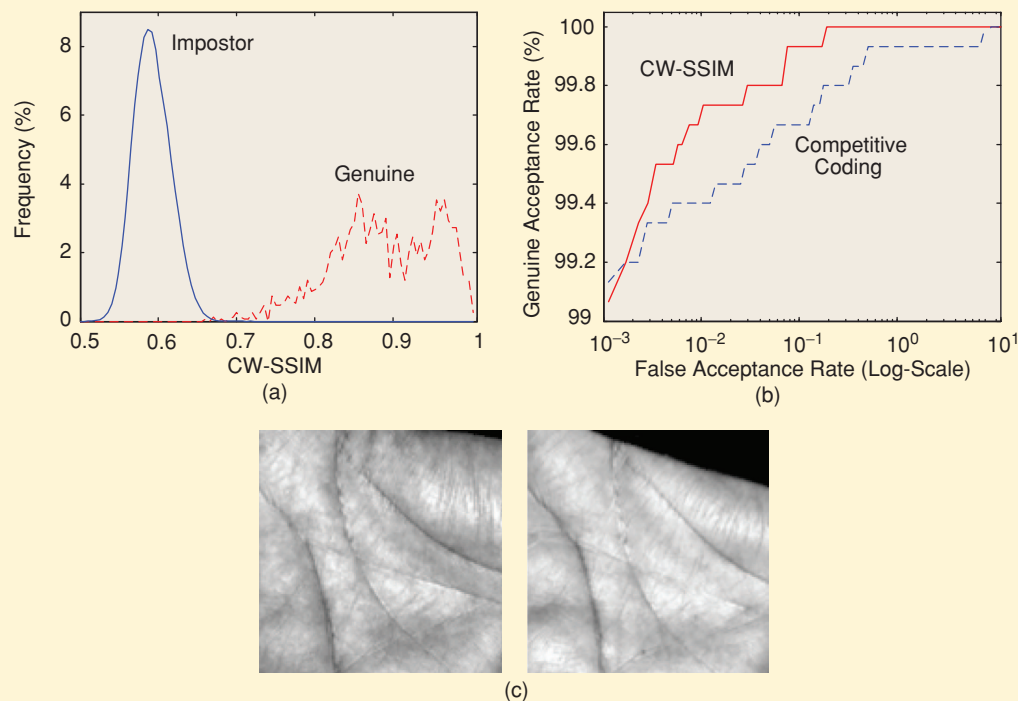 8
6
4
2
0
Frequency (%)
Impostor
Genuine
0.5 0.6 0.7 0.8 0.9 1
CW-SSIM
(a)
100
99.8
99.6
99.4
99.2
99
Genuine Acceptance Rate (%)
CW-SSIM
Competitive
Coding
10⁻³ 10⁻² 10⁻¹ 10⁰ 10¹
False Acceptance Rate (Log-Scale)
(b)
(c)